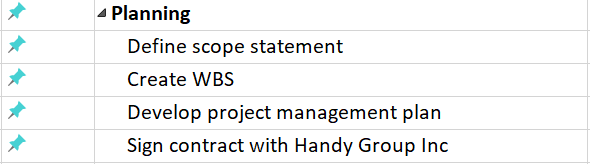 Planning
Define scope statement
Create WBS
Develop project management plan
Sign contract with Handy Group Inc